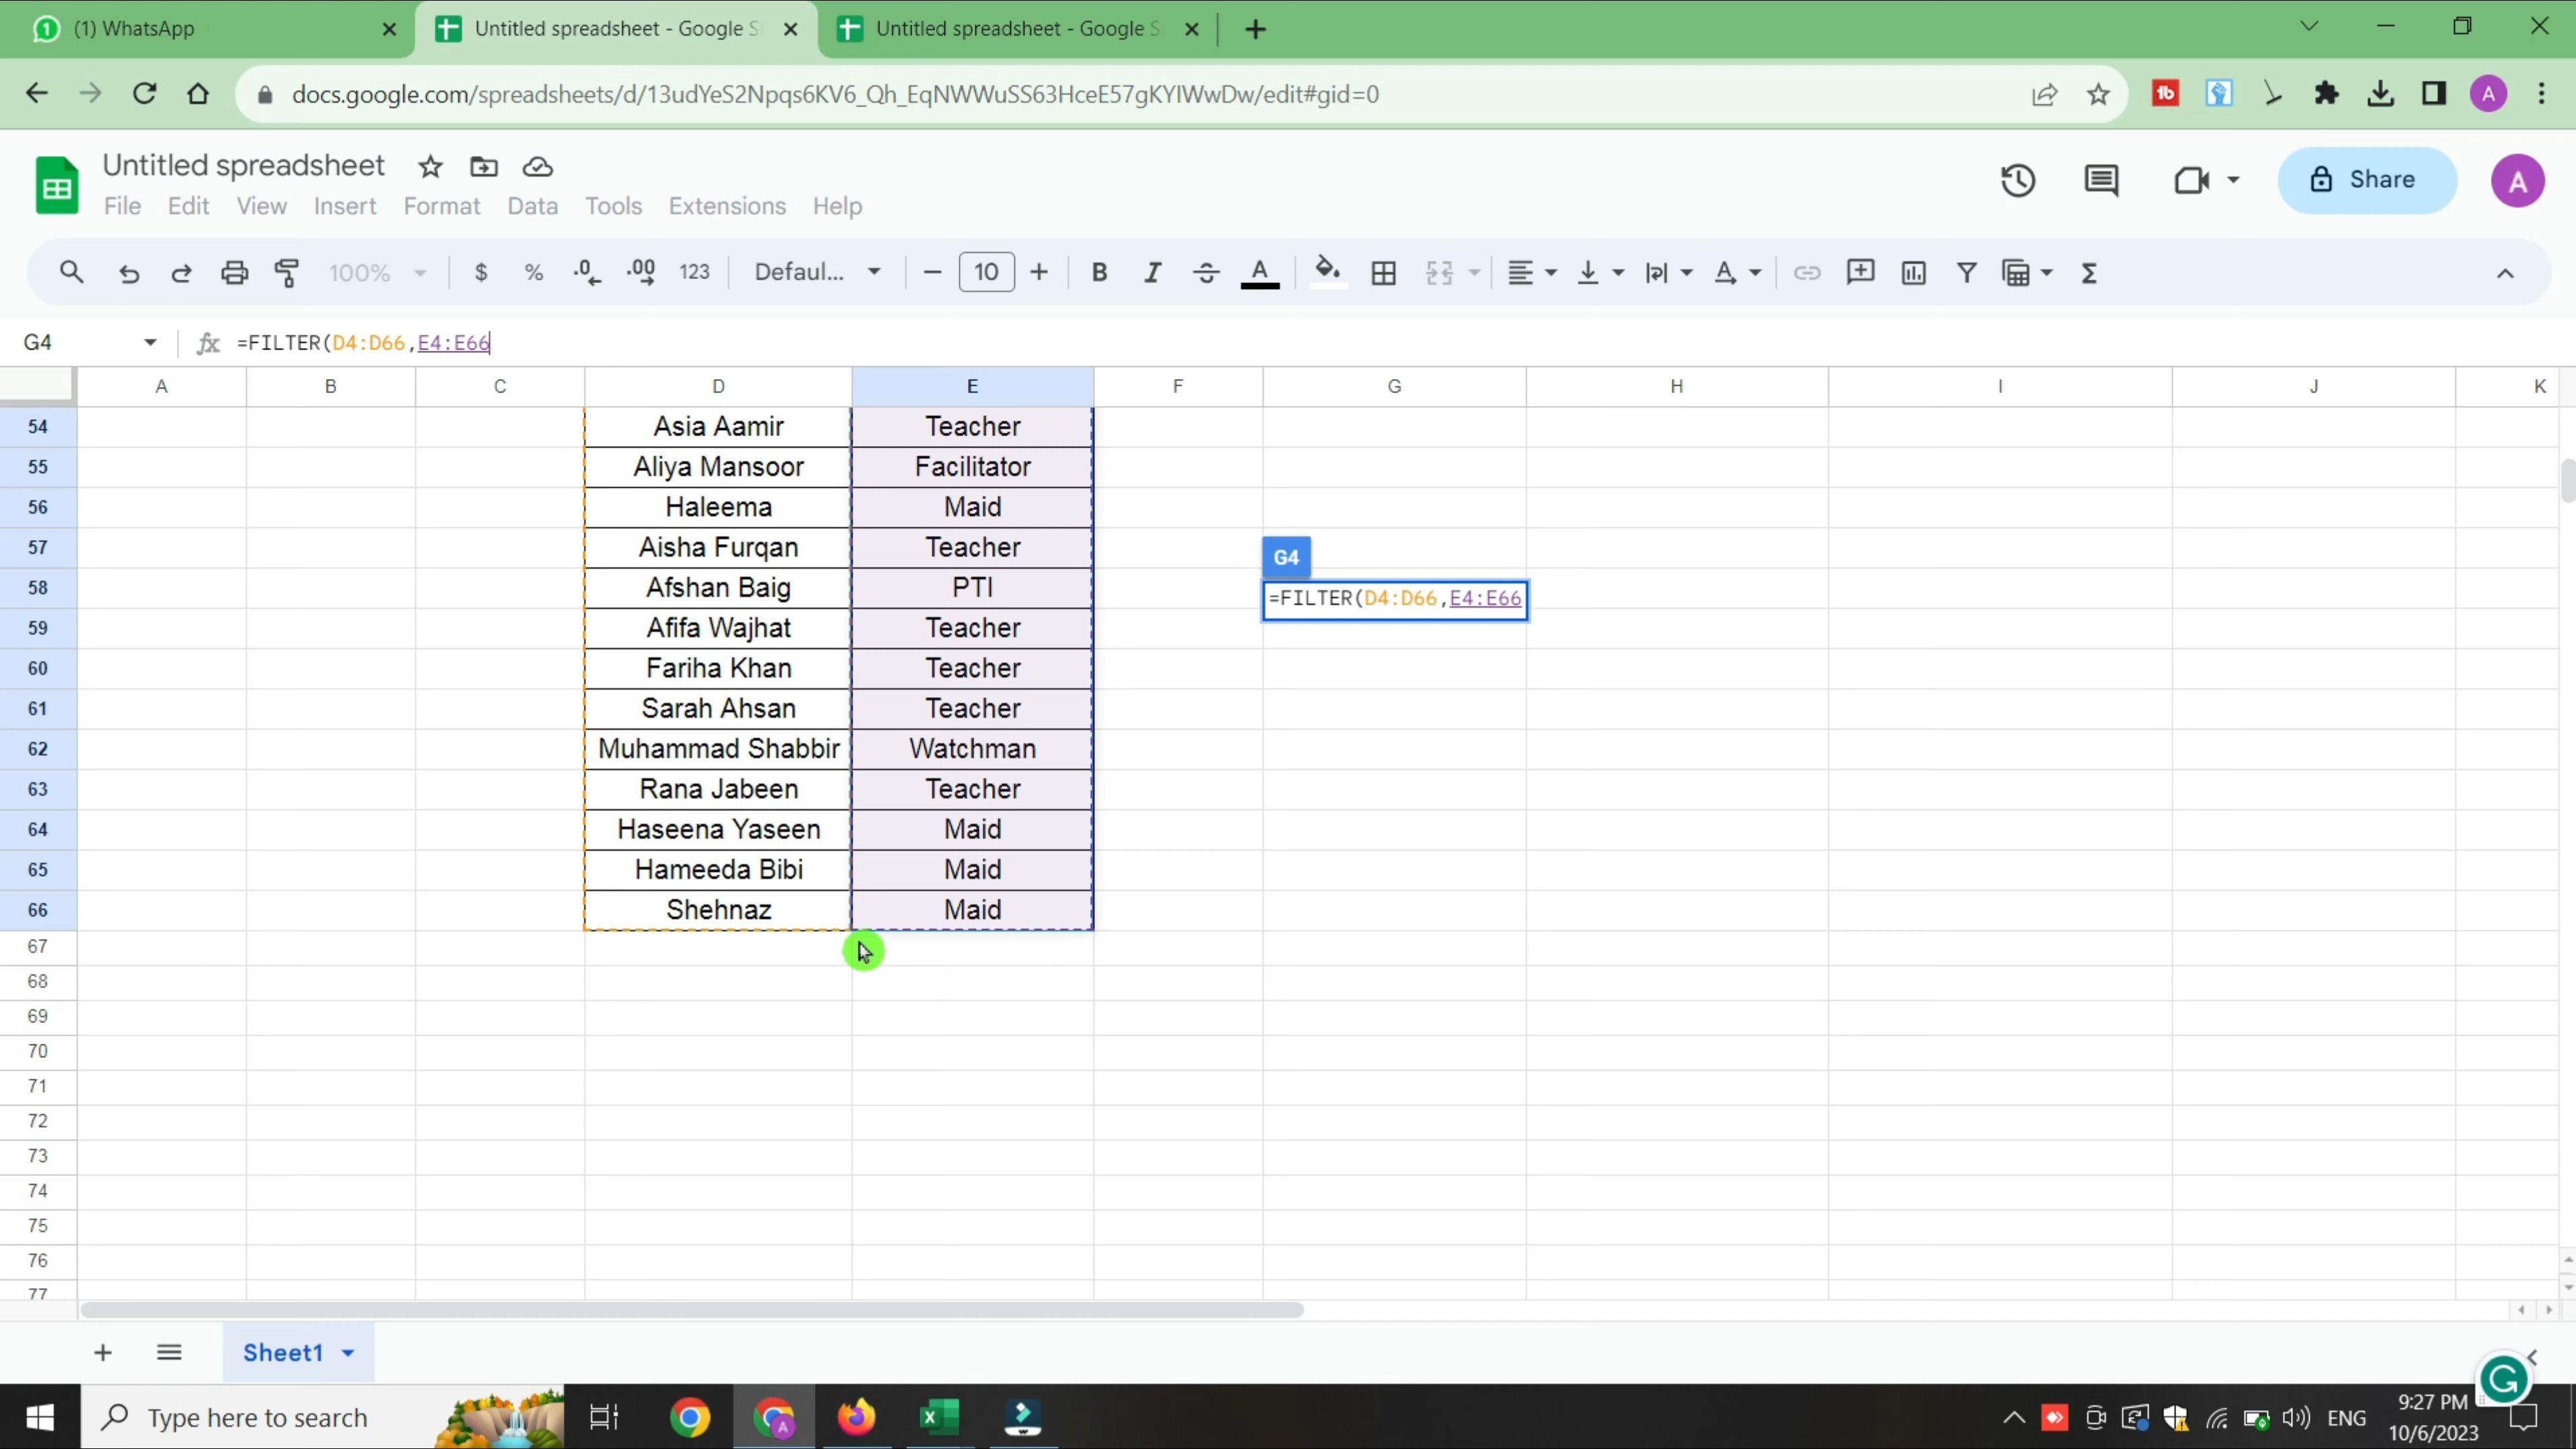 (1) WhatsApp
Untitled spreadsheet - Google S
Untitled spreadsheet - Google S
docs.google.com/spreadsheets/d/13udYeS2Npqs6KV6_Qh_EqNWWuSS63HceE57gKYIWwDw/edit#gid=0
A
Untitled spreadsheet
File Edit View Insert Format Data Tools Extensions Help
Share
A
100% $ % .0 .00 123 Defaul... 10 B I A
G4 fx =FILTER(D4:D66,E4:E66
A B C D E F G H I J K
54 Asia Aamir Teacher
55 Aliya Mansoor Facilitator
56 Haleema Maid
57 Aisha Furqan Teacher
G4
58 Afshan Baig PTI
=FILTER(D4:D66,E4:E66
59 Afifa Wajhat Teacher
60 Fariha Khan Teacher
61 Sarah Ahsan Teacher
62 Muhammad Shabbir Watchman
63 Rana Jabeen Teacher
64 Haseena Yaseen Maid
65 Hameeda Bibi Maid
66 Shehnaz Maid
67
68
69
70
71
72
73
74
75
76
77
Sheet1
Type here to search
ENG
9:27 PM
10/6/2023